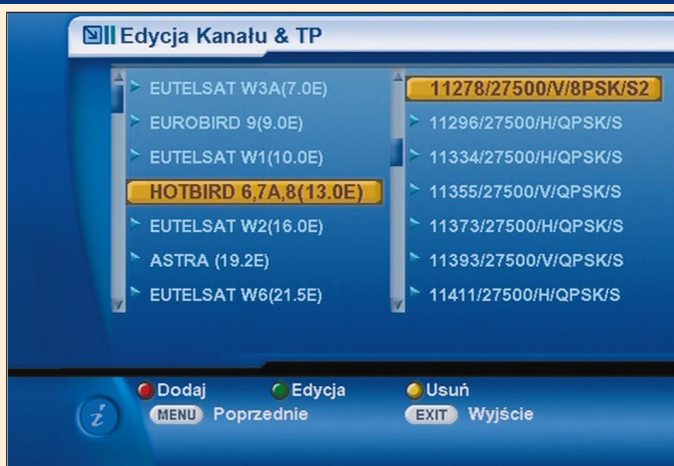 Edycja Kanału & TP
EUTELSAT W3A(7.0E)
EUROBIRD 9(9.0E)
EUTELSAT W1(10.0E)
HOTBIRD 6,7A,8(13.0E)
EUTELSAT W2(16.0E)
ASTRA (19.2E)
EUTELSAT W6(21.5E)
11278/27500/V/8PSK/S2
11296/27500/H/QPSK/S
11334/27500/H/QPSK/S
11355/27500/V/QPSK/S
11373/27500/H/QPSK/S
11393/27500/V/QPSK/S
11411/27500/H/QPSK/S
Dodaj Edycja Usuń
MENU Poprzednie EXIT Wyjście
i